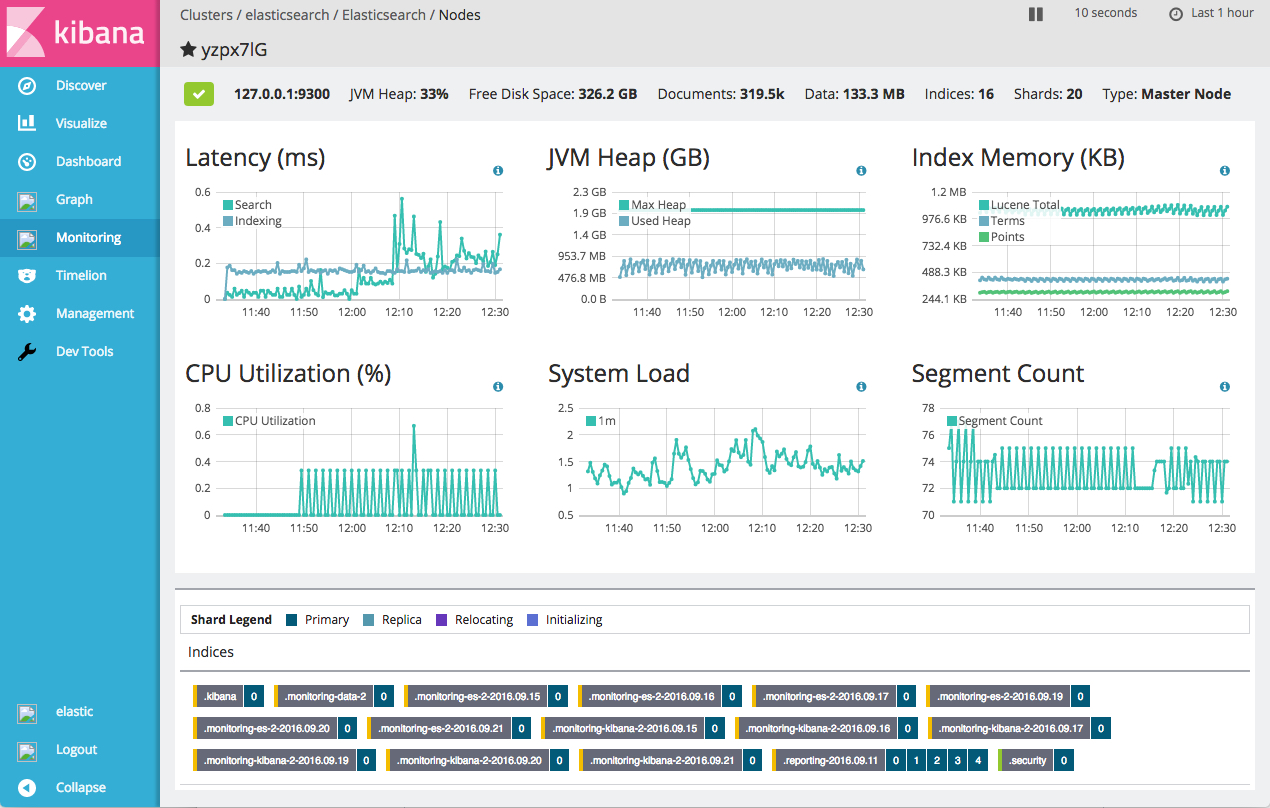 kibana
Clusters / elasticsearch / Elasticsearch / Nodes
10 seconds
Last 1 hour
yzpx7lG
Discover
Visualize
Dashboard
Graph
Monitoring
Timelion
Management
Dev Tools
elastic
Logout
Collapse
127.0.0.1:9300 JVM Heap: 33% Free Disk Space: 326.2 GB Documents: 319.5k Data: 133.3 MB Indices: 16 Shards: 20 Type: Master Node
Latency (ms)
0.6
0.4
0.2
0
Search
Indexing
11:40 11:50 12:00 12:10 12:20 12:30
JVM Heap (GB)
2.3 GB
1.9 GB
1.4 GB
953.7 MB
476.8 MB
0.0 B
Max Heap
Used Heap
11:40 11:50 12:00 12:10 12:20 12:30
Index Memory (KB)
1.2 MB
976.6 KB
732.4 KB
488.3 KB
244.1 KB
Lucene Total
Terms
Points
11:40 11:50 12:00 12:10 12:20 12:30
CPU Utilization (%)
0.8
0.6
0.4
0.2
0
CPU Utilization
11:40 11:50 12:00 12:10 12:20 12:30
System Load
2.5
2
1.5
1
0.5
1m
11:40 11:50 12:00 12:10 12:20 12:30
Segment Count
78
76
74
72
70
Segment Count
11:40 11:50 12:00 12:10 12:20 12:30
Shard Legend Primary Replica Relocating Initializing
Indices
.kibana 0 .monitoring-data-2 0 .monitoring-es-2-2016.09.15 0 .monitoring-es-2-2016.09.16 0 .monitoring-es-2-2016.09.17 0 .monitoring-es-2-2016.09.19 0
.monitoring-es-2-2016.09.20 0 .monitoring-es-2-2016.09.21 0 .monitoring-kibana-2-2016.09.15 0 .monitoring-kibana-2-2016.09.16 0 .monitoring-kibana-2-2016.09.17 0
.monitoring-kibana-2-2016.09.19 0 .monitoring-kibana-2-2016.09.20 0 .monitoring-kibana-2-2016.09.21 0 .reporting-2016.09.11 0 1 2 3 4 .security 0